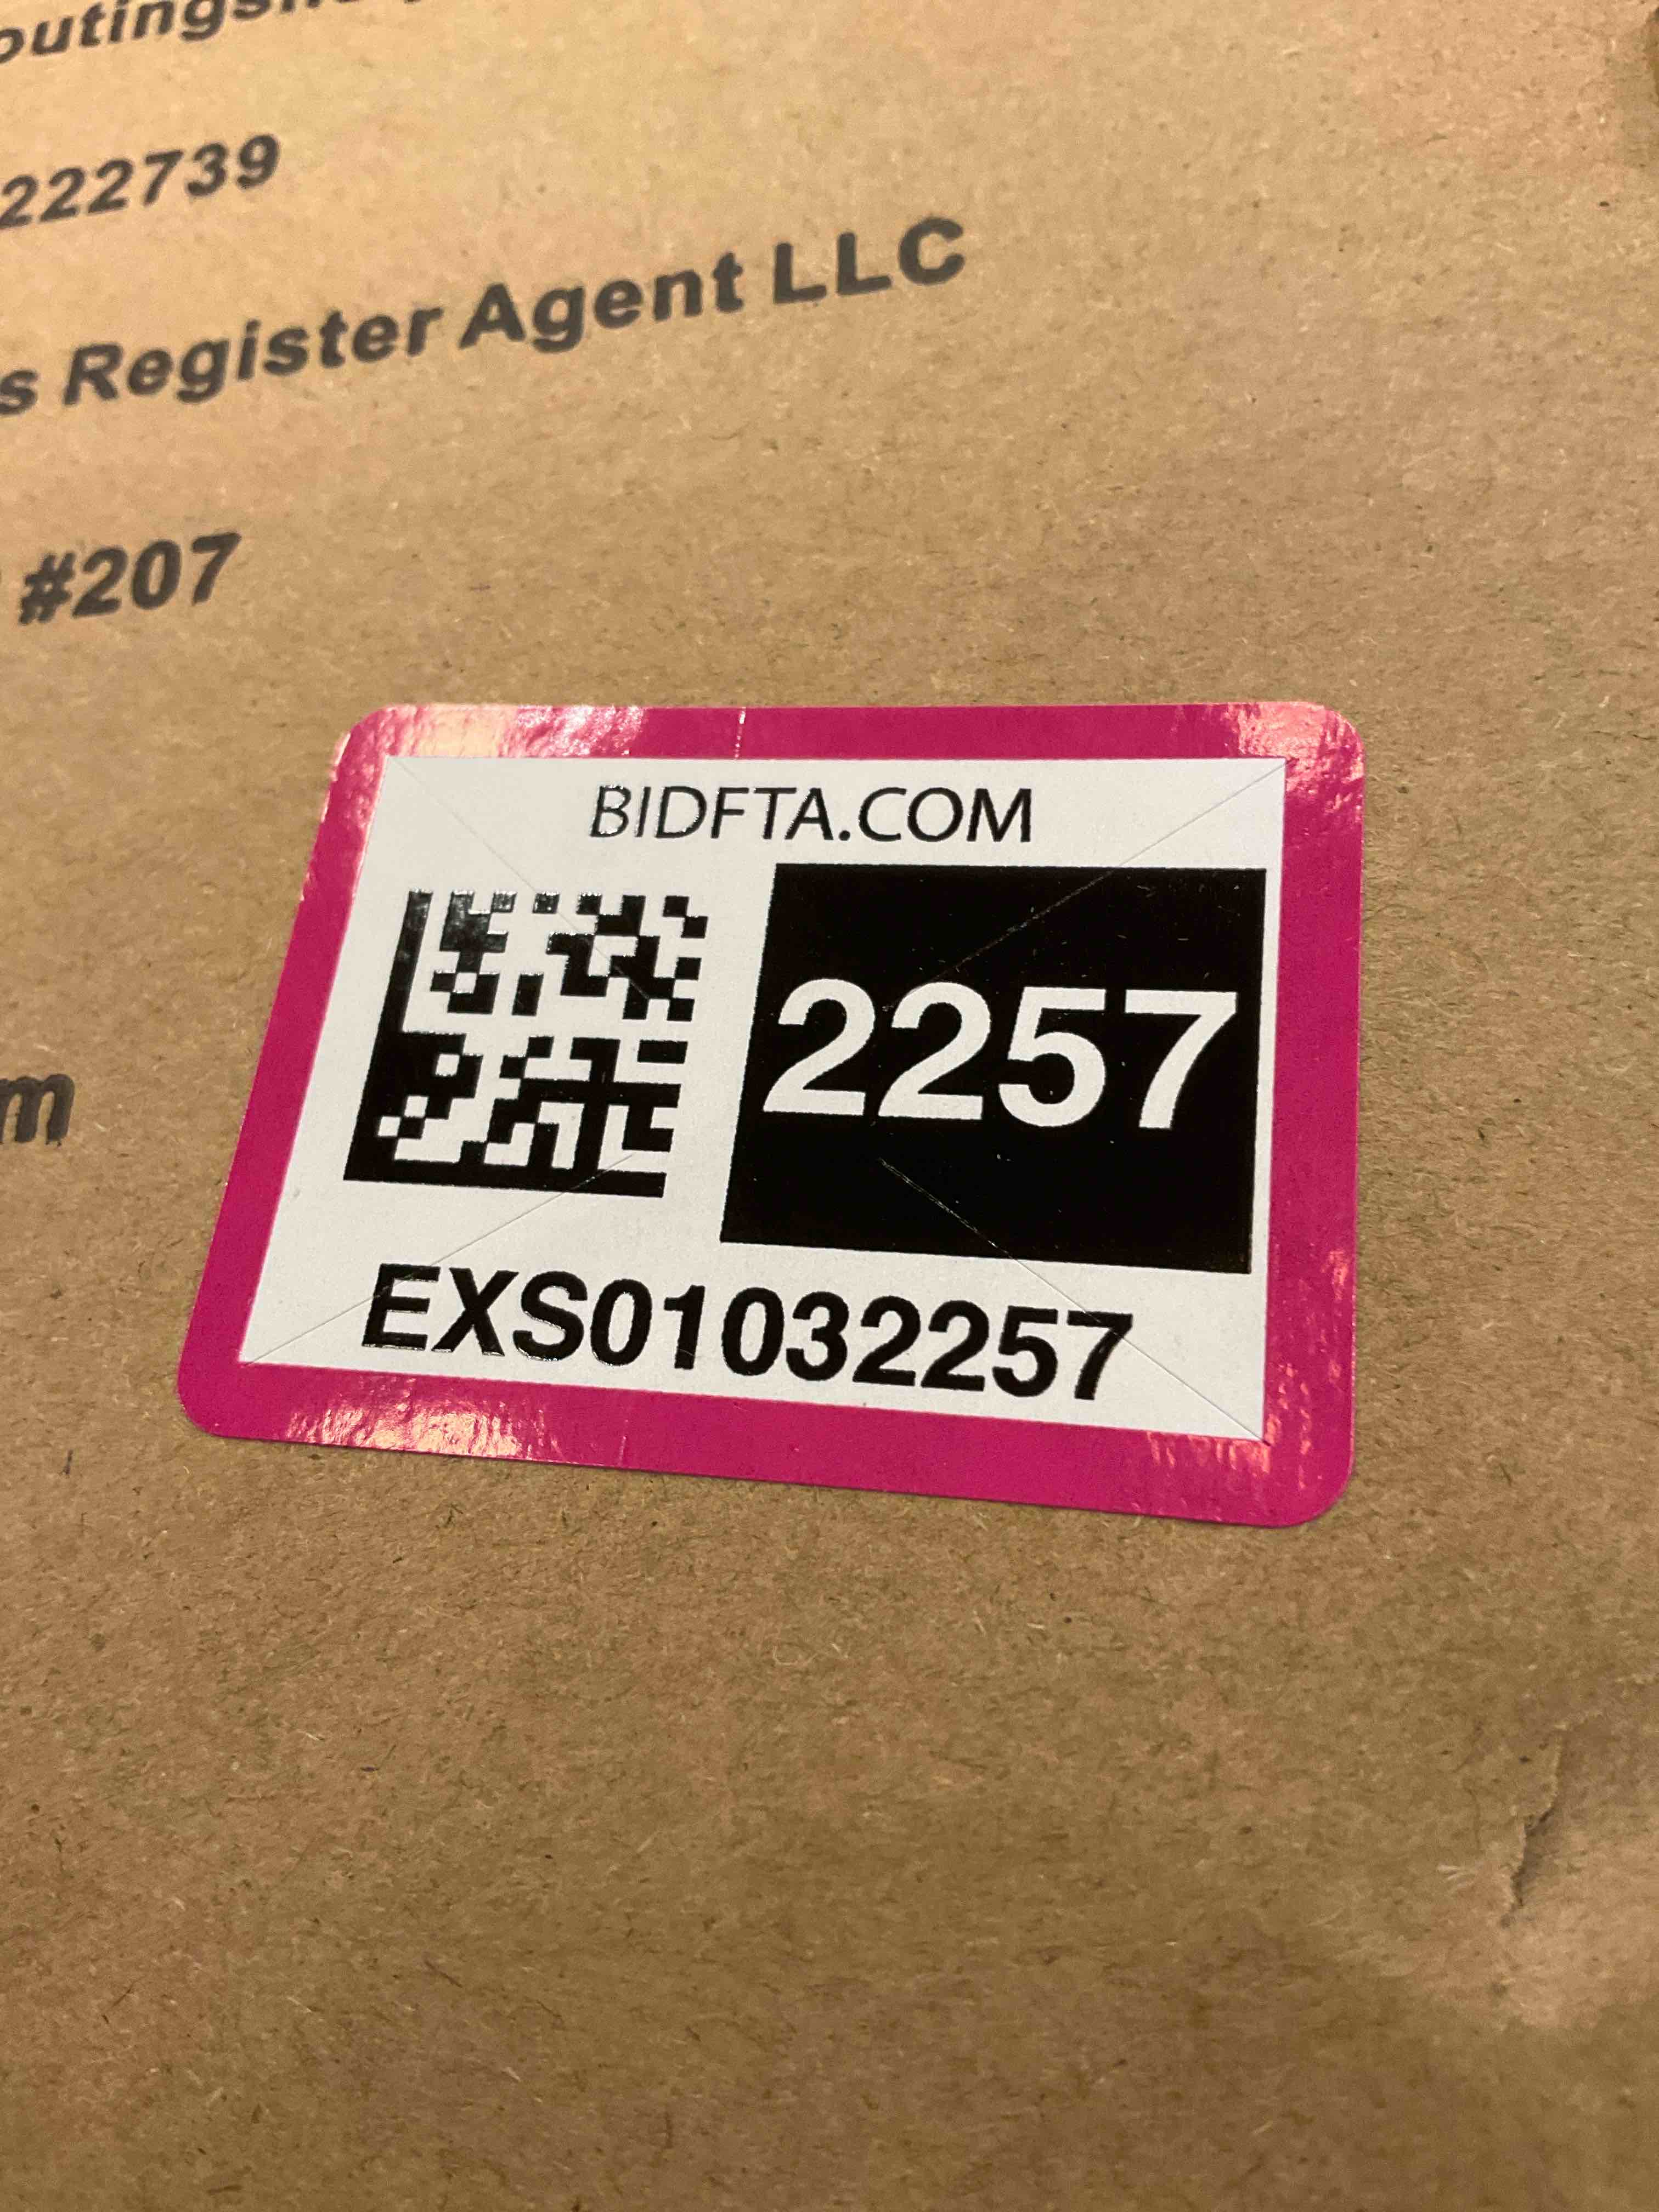 222739
s Register Agent LLC
#207
m
BIDFTA.COM
2257
EXS01032257